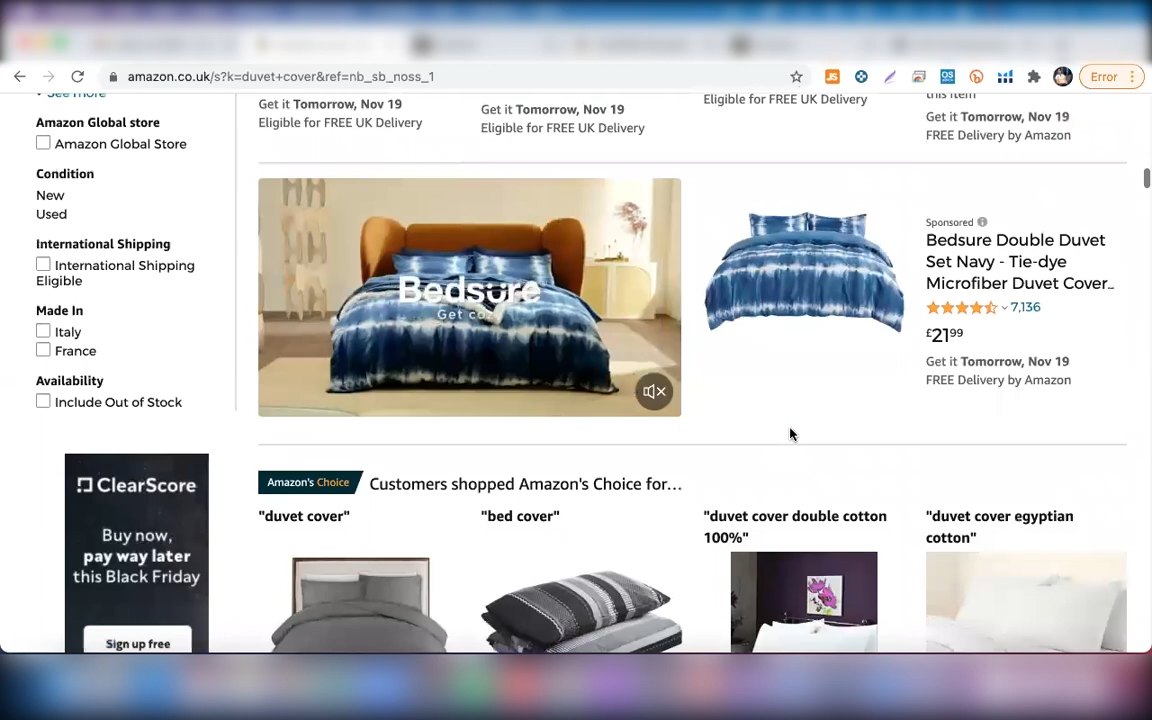 amazon.co.uk/s?k=duvet+cover&ref=nb_sb_noss_1
Error
See more
Amazon Global store
Amazon Global Store
Condition
New
Used
International Shipping
International Shipping
Eligible
Made In
Italy
France
Availability
Include Out of Stock
ClearScore
Buy now,
pay way later
this Black Friday
Sign up free
Get it Tomorrow, Nov 19
Eligible for FREE UK Delivery
Get it Tomorrow, Nov 19
Eligible for FREE UK Delivery
Eligible for FREE UK Delivery
this item
Get it Tomorrow, Nov 19
FREE Delivery by Amazon
Bedsure
Get co
Sponsored
Bedsure Double Duvet
Set Navy - Tie-dye
Microfiber Duvet Cover…
7,136
£2199
Get it Tomorrow, Nov 19
FREE Delivery by Amazon
Amazon's Choice Customers shopped Amazon's Choice for…
"duvet cover"
"bed cover"
"duvet cover double cotton
100%"
"duvet cover egyptian
cotton"
JS
OS